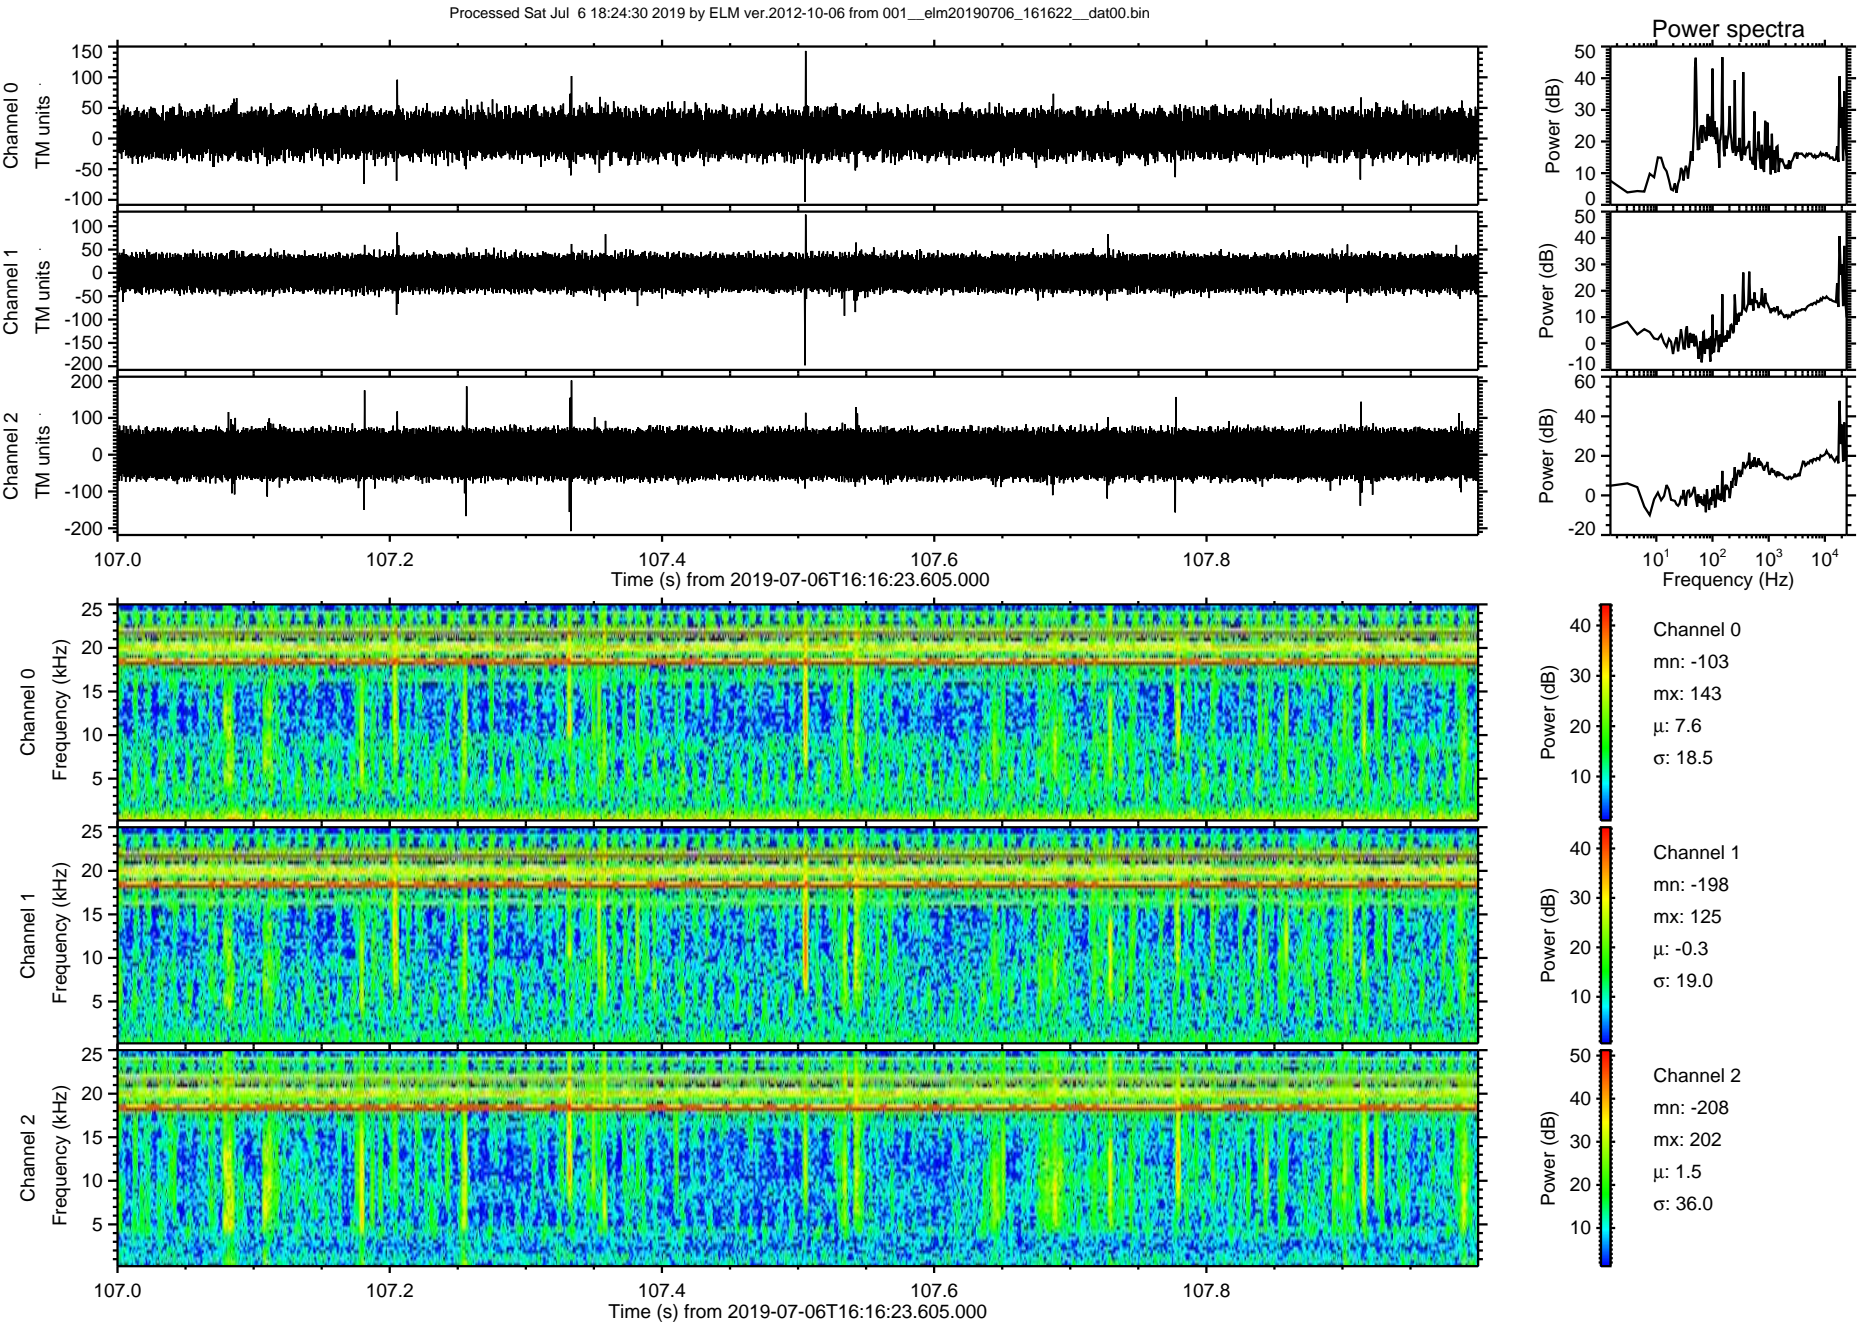 Processed Sat Jul  6 18:24:30 2019 by ELM ver.2012-10-06 from 001__elm20190706_161622__dat00.bin
Power spectra
Channel 0
TM units
150
100
50
0
-50
-100
Power (dB)
50
40
30
20
10
0
Channel 1
TM units
100
50
0
-50
-100
-150
-200
Power (dB)
50
40
30
20
10
0
-10
Channel 2
TM units
200
100
0
-100
-200
Power (dB)
60
40
20
0
-20
107.0 107.2 107.4 107.6 107.8
Time (s) from 2019-07-06T16:16:23.605.000
10^1 10^2 10^3 10^4
Frequency (Hz)
Channel 0
Frequency (kHz)
25
20
15
10
5
Power (dB)
40
30
20
10
Channel 0
mn: -103
mx: 143
μ: 7.6
σ: 18.5
Channel 1
Frequency (kHz)
25
20
15
10
5
Power (dB)
40
30
20
10
Channel 1
mn: -198
mx: 125
μ: -0.3
σ: 19.0
Channel 2
Frequency (kHz)
25
20
15
10
5
Power (dB)
50
40
30
20
10
Channel 2
mn: -208
mx: 202
μ: 1.5
σ: 36.0
107.0 107.2 107.4 107.6 107.8
Time (s) from 2019-07-06T16:16:23.605.000